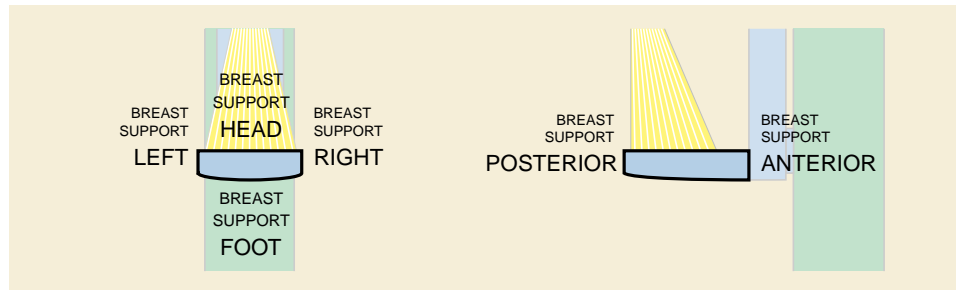 BREAST
SUPPORT
HEAD
BREAST
SUPPORT
LEFT
BREAST
SUPPORT
RIGHT
BREAST
SUPPORT
FOOT
BREAST
SUPPORT
POSTERIOR
BREAST
SUPPORT
ANTERIOR